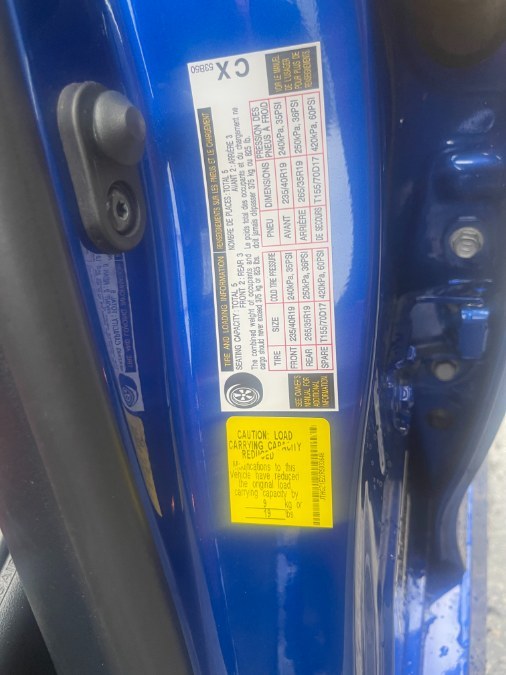 TIRE AND LOADING INFORMATION RENSEIGNEMENTS SUR LES PNEUS ET LE CHARGEMENT
SEATING CAPACITY: TOTAL 5 NOMBRE DE PLACES: TOTAL 5
FRONT 2: REAR 3 AVANT 2: ARRIÈRE 3
The combined weight of occupants and Le poids total des occupants et du chargement ne
cargo should never exceed 375 kg or 825 lbs. doit jamais dépasser 375 kg ou 825 lb.
TIRE SIZE COLD TIRE PRESSURE PNEU DIMENSIONS PRESSION DES PNEUS À FROID
FRONT 235/40R19 240kPa, 35PSI AVANT 235/40R19 240kPa, 35PSI
REAR 265/35R19 250kPa, 36PSI ARRIÈRE 265/35R19 250kPa, 36PSI
SPARE T155/70D17 420kPa, 60PSI DE SECOURS T155/70D17 420kPa, 60PSI
SEE OWNER'S
MANUAL FOR
ADDITIONAL
INFORMATION
VOIR LE MANUEL
DE L'USAGER
POUR PLUS DE
RENSEIGNEMENTS
CX
53B50
CAUTION: LOAD
CARRYING CAPACITY
REDUCED
Modifications to this
vehicle have reduced
the original load
carrying capacity by
kg or
lbs